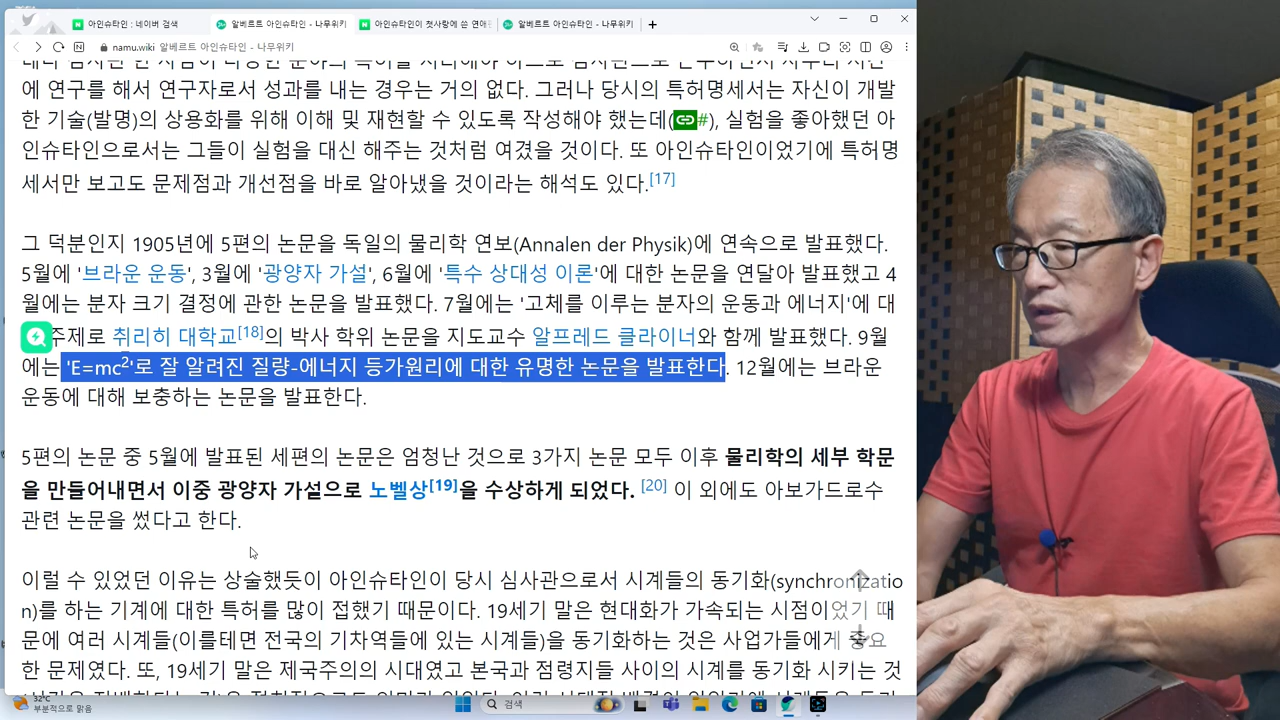 아인슈타인 : 네이버 검색
알베르트 아인슈타인 - 나무위키
아인슈타인이 첫사랑에 쓴 연애
알베르트 아인슈타인 - 나무위키
namu.wiki 알베르트 아인슈타인 - 나무위키
에 연구를 해서 연구자로서 성과를 내는 경우는 거의 없다. 그러나 당시의 특허명세서는 자신이 개발
한 기술(발명)의 상용화를 위해 이해 및 재현할 수 있도록 작성해야 했는데(#), 실험을 좋아했던 아
인슈타인으로서는 그들이 실험을 대신 해주는 것처럼 여겼을 것이다. 또 아인슈타인이었기에 특허명
세서만 보고도 문제점과 개선점을 바로 알아냈을 것이라는 해석도 있다.[17]
그 덕분인지 1905년에 5편의 논문을 독일의 물리학 연보(Annalen der Physik)에 연속으로 발표했다.
5월에 '브라운 운동', 3월에 '광양자 가설', 6월에 '특수 상대성 이론'에 대한 논문을 연달아 발표했고 4
월에는 분자 크기 결정에 관한 논문을 발표했다. 7월에는 '고체를 이루는 분자의 운동과 에너지'에 대
주제로 취리히 대학교[18]의 박사 학위 논문을 지도교수 알프레드 클라이너와 함께 발표했다. 9월
에는 'E=mc²'로 잘 알려진 질량-에너지 등가원리에 대한 유명한 논문을 발표한다. 12월에는 브라운
운동에 대해 보충하는 논문을 발표한다.
5편의 논문 중 5월에 발표된 세편의 논문은 엄청난 것으로 3가지 논문 모두 이후 물리학의 세부 학문
을 만들어내면서 이중 광양자 가설으로 노벨상[19]을 수상하게 되었다. [20] 이 외에도 아보가드로수
관련 논문을 썼다고 한다.
이럴 수 있었던 이유는 상술했듯이 아인슈타인이 당시 심사관으로서 시계들의 동기화(synchronizatio
n)를 하는 기계에 대한 특허를 많이 접했기 때문이다. 19세기 말은 현대화가 가속되는 시점이었기 때
문에 여러 시계들(이를테면 전국의 기차역들에 있는 시계들)을 동기화하는 것은 사업가들에게 중요
한 문제였다. 또, 19세기 말은 제국주의의 시대였고 본국과 점령지들 사이의 시계를 동기화 시키는 것
부분적으로 맑음
검색